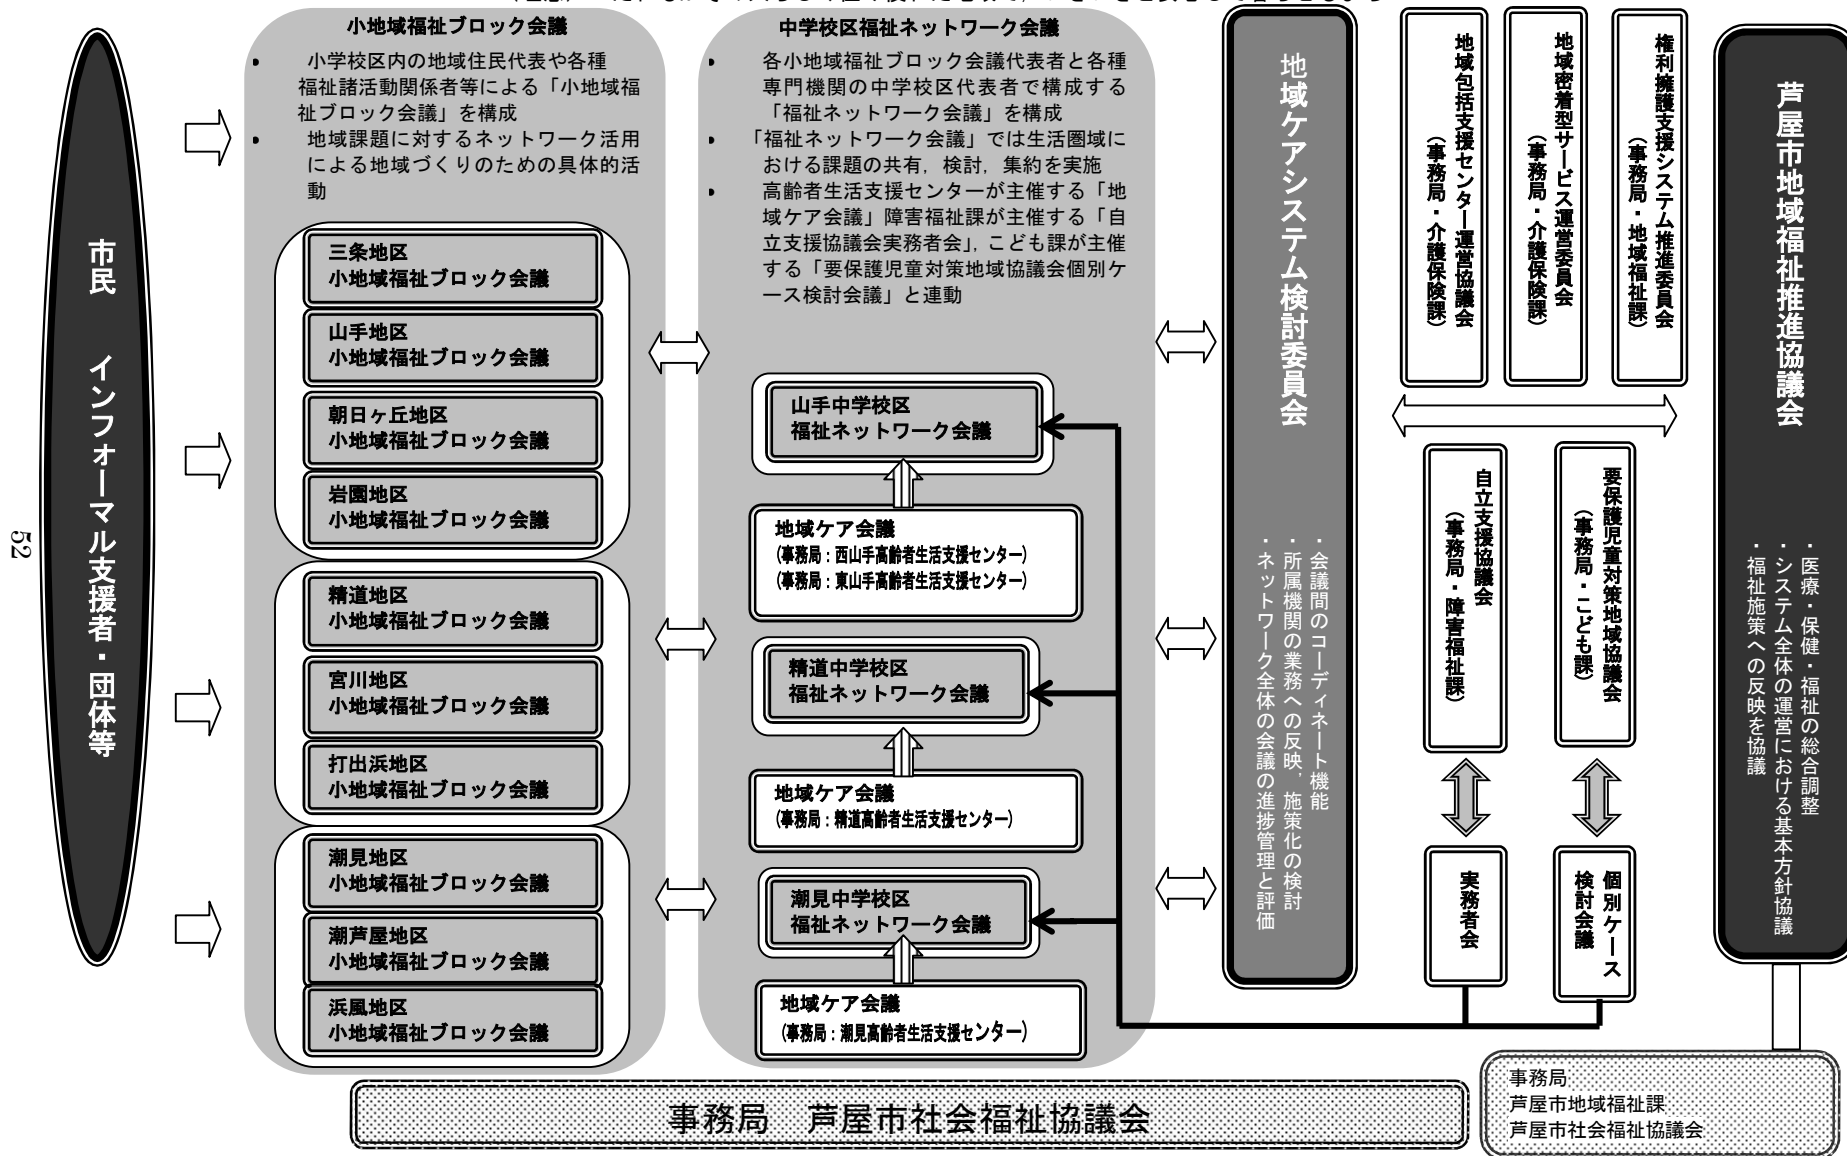 小地域福祉ブロック会議
• 小学校区内の地域住民代表や各種
福祉諸活動関係者等による「小地域福
祉ブロック会議」を構成
• 地域課題に対するネットワーク活用
による地域づくりのための具体的活
動
三条地区
小地域福祉ブロック会議
山手地区
小地域福祉ブロック会議
朝日ヶ丘地区
小地域福祉ブロック会議
岩園地区
小地域福祉ブロック会議
精道地区
小地域福祉ブロック会議
宮川地区
小地域福祉ブロック会議
打出浜地区
小地域福祉ブロック会議
潮見地区
小地域福祉ブロック会議
潮芦屋地区
小地域福祉ブロック会議
浜風地区
小地域福祉ブロック会議
市民 インフォーマル支援者・団体等
52
中学校区福祉ネットワーク会議
• 各小地域福祉ブロック会議代表者と各種
専門機関の中学校区代表者で構成する
「福祉ネットワーク会議」を構成
• 「福祉ネットワーク会議」では生活圏域に
おける課題の共有，検討，集約を実施
• 高齢者生活支援センターが主催する「地
域ケア会議」障害福祉課が主催する「自
立支援協議会実務者会」，こども課が主催
する「要保護児童対策地域協議会個別ケ
ース検討会議」と連動
山手中学校区
福祉ネットワーク会議
地域ケア会議
（事務局：西山手高齢者生活支援センター）
（事務局：東山手高齢者生活支援センター）
精道中学校区
福祉ネットワーク会議
地域ケア会議
（事務局：精道高齢者生活支援センター）
潮見中学校区
福祉ネットワーク会議
地域ケア会議
（事務局：潮見高齢者生活支援センター）
地域ケアシステム検討委員会
・会議間のコーディネート機能
・所属機関の業務への反映，施策化の検討
・ネットワーク全体の会議の進捗管理と評価
地域包括支援センター運営協議会
（事務局・介護保険課）
地域密着型サービス運営委員会
（事務局・介護保険課）
権利擁護支援システム推進委員会
（事務局・地域福祉課）
自立支援協議会
（事務局・障害福祉課）
要保護児童対策地域協議会
（事務局・こども課）
実務者会
個別ケース
検討会議
芦屋市地域福祉推進協議会
・医療・保健・福祉の総合調整
・システム全体の運営における基本方針協議
・福祉施策への反映を協議
事務局 芦屋市社会福祉協議会
事務局
芦屋市地域福祉課
芦屋市社会福祉協議会